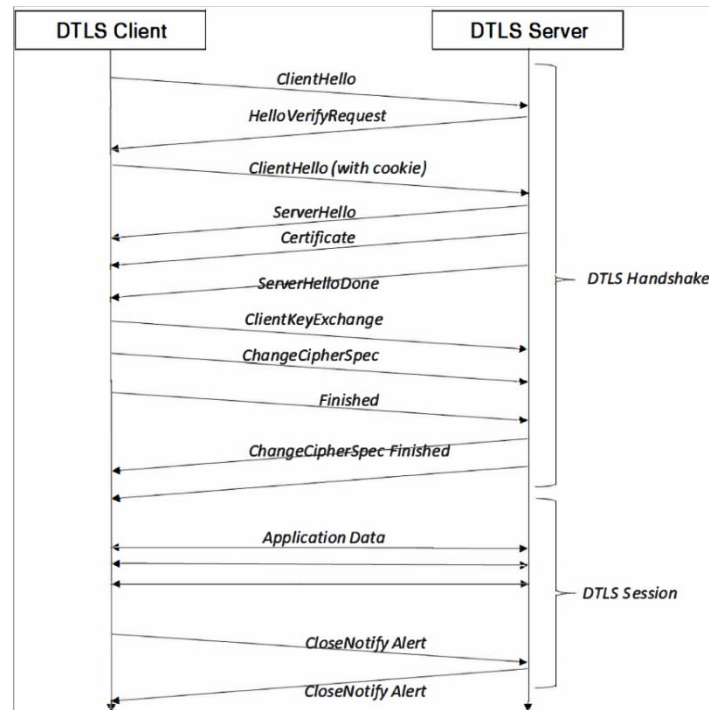 DTLS Client
DTLS Server
ClientHello
HelloVerifyRequest
ClientHello (with cookie)
ServerHello
Certificate
ServerHelloDone
DTLS Handshake
ClientKeyExchange
ChangeCipherSpec
Finished
ChangeCipherSpec Finished
Application Data
DTLS Session
CloseNotify Alert
CloseNotify Alert